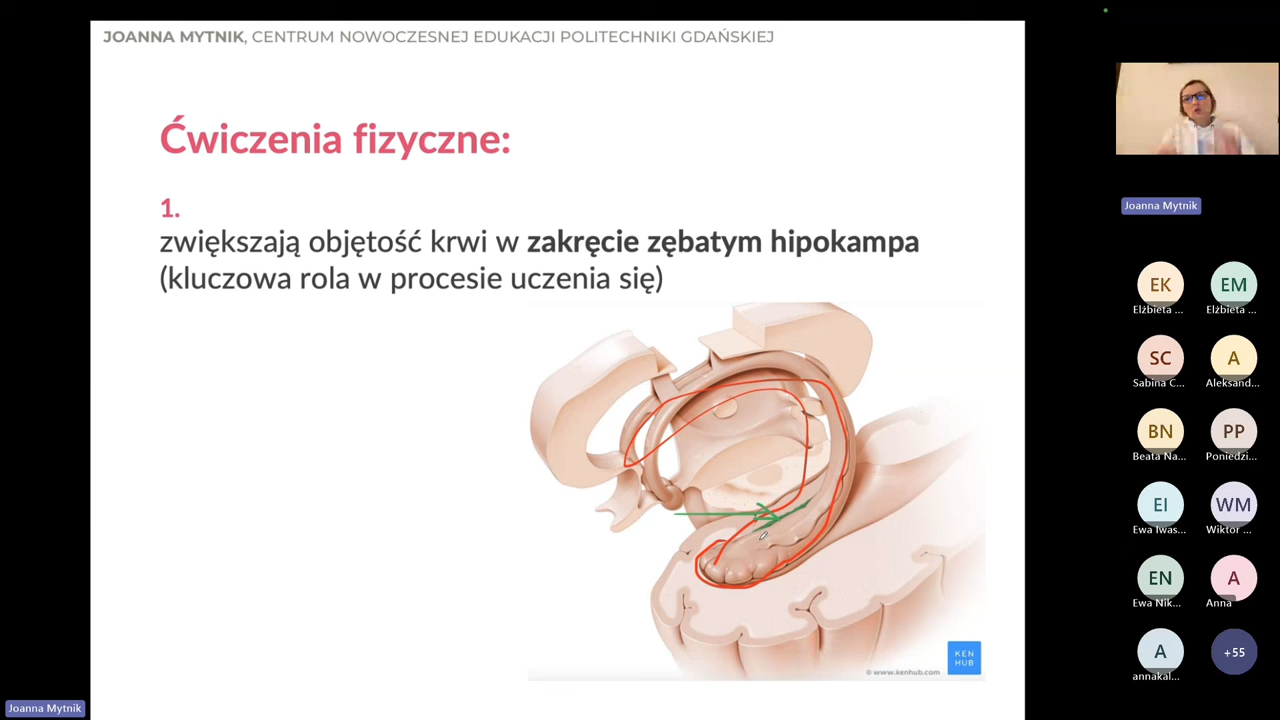 JOANNA MYTNIK, CENTRUM NOWOCZESNEJ EDUKACJI POLITECHNIKI GDAŃSKIEJ
Ćwiczenia fizyczne:
1.
zwiększają objętość krwi w zakręcie zębatym hipokampa
(kluczowa rola w procesie uczenia się)
KEN
HUB
© www.kenhub.com
Joanna Mytnik
Joanna Mytnik
EK EM
Elżbieta ... Elżbieta ...
SC A
Sabina C... Aleksand...
BN PP
Beata Na... Poniedzi...
EI WM
Ewa Iwas... Wiktor ...
EN A
Ewa Nik... Anna
A +55
annakal...